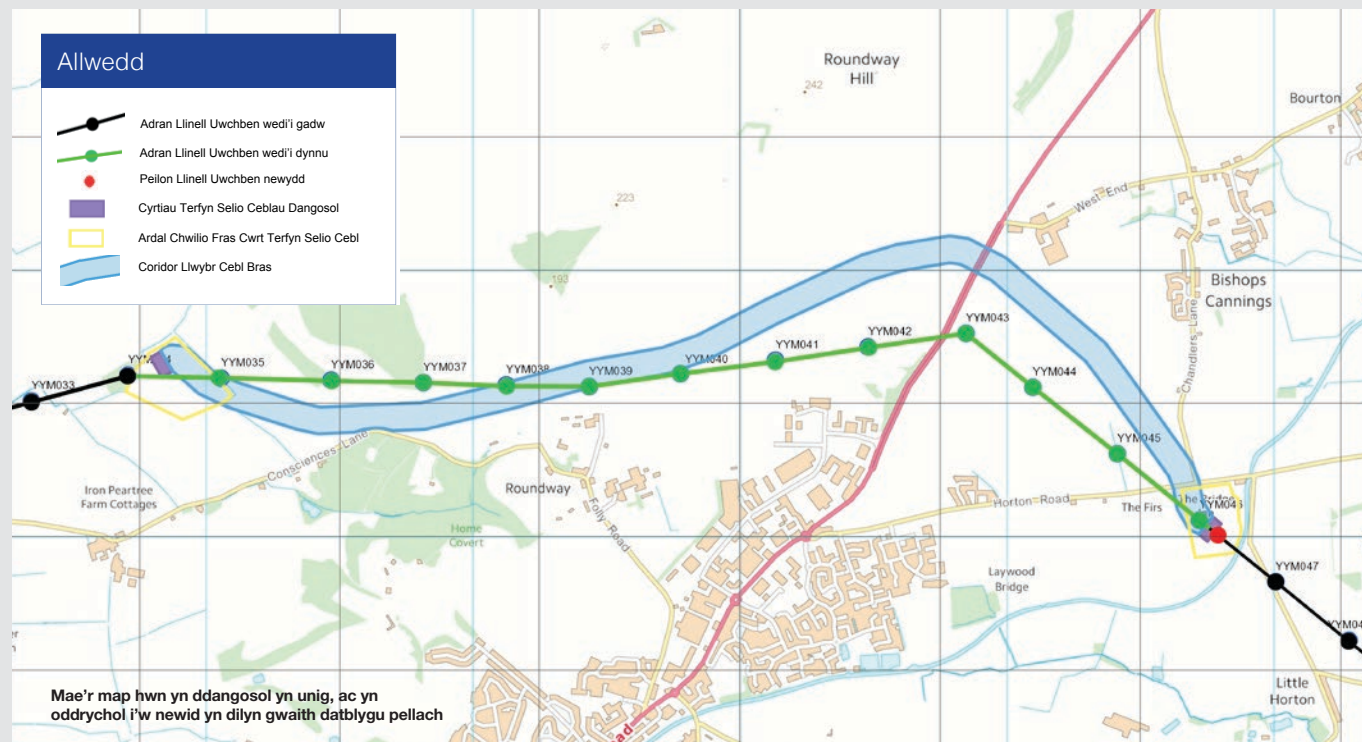 Allwedd
Adran Llinell Uwchben wedi'i gadw
Adran Llinell Uwchben wedi'i dynnu
Peilon Llinell Uwchben newydd
Cyrtiau Terfyn Selio Ceblau Dangosol
Ardal Chwilio Fras Cwrt Terfyn Selio Cebl
Coridor Llwybr Cebl Bras
Roundway
Hill
242
Bourton
West End
223
193
Bishops
Cannings
Chandlers Lane
YYM033
YYM035
YYM036
YYM037
YYM038
YYM039
YYM040
YYM041
YYM042
YYM043
YYM044
YYM045
YYM046
YYM047
Consciences Lane
Iron Peartree
Farm Cottages
Roundway
Folly Road
Home
Covert
Horton Road
The Firs
The Bridge
Laywood
Bridge
Little
Horton
Mae'r map hwn yn ddangosol yn unig, ac yn
oddrychol i'w newid yn dilyn gwaith datblygu pellach